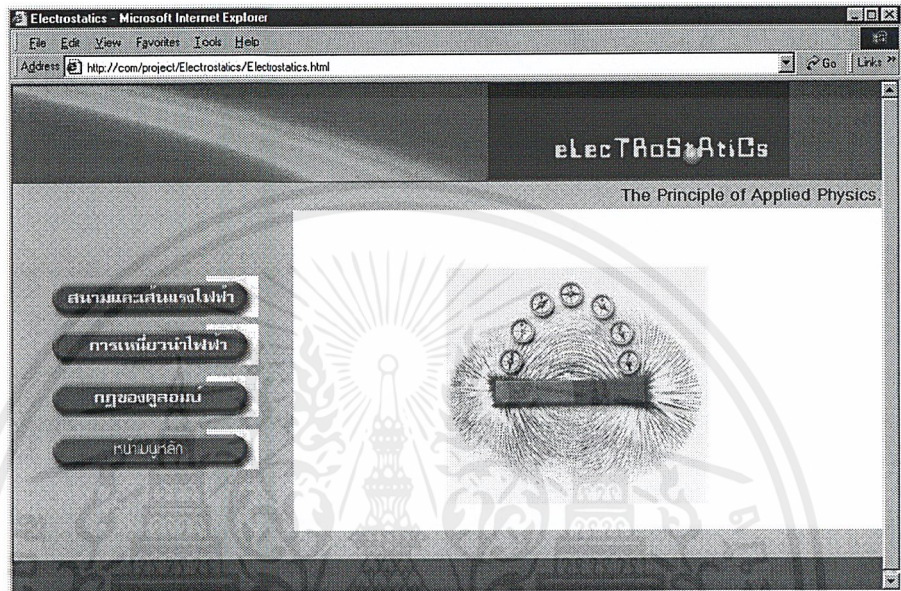 Electrostatics - Microsoft Internet Explorer
File Edit View Favorites Tools Help
Address http://com/project/Electrostatics/Electrostatics.html Go Links »
eLecTRoStAtiCs
The Principle of Applied Physics.
สนามและเส้นแรงไฟฟ้า
การเหนี่ยวนำไฟฟ้า
กฎของคูลอมบ์
หน้าเมนูหลัก